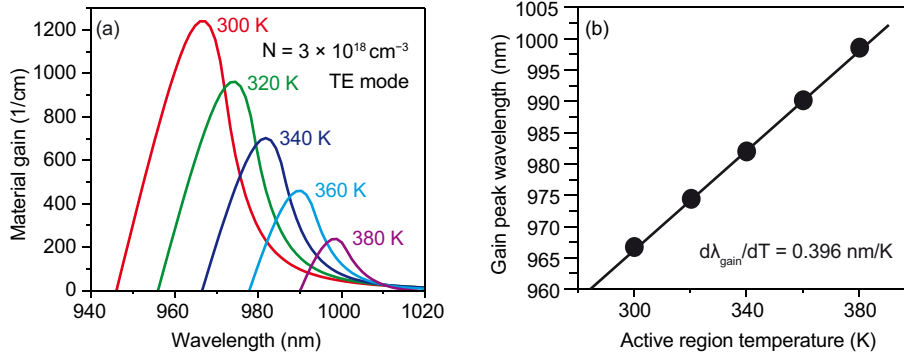 (a)
300 K
N = 3 × 10¹⁸ cm⁻³
320 K
TE mode
340 K
360 K
380 K
Material gain (1/cm)
1200
1000
800
600
400
200
0
940 960 980 1000 1020
Wavelength (nm)
(b)
Gain peak wavelength (nm)
1005
1000
995
990
985
980
975
970
965
960
dλgain/dT = 0.396 nm/K
300 320 340 360 380
Active region temperature (K)